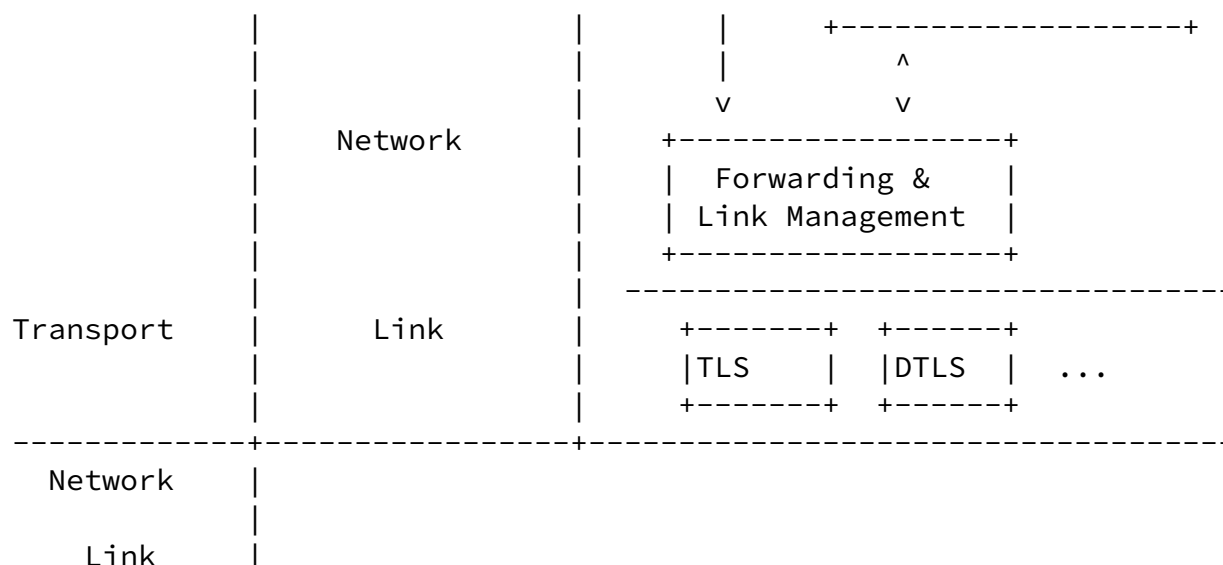 Network
Forwarding &
Link Management
Transport Link
TLS DTLS ...
Network
Link